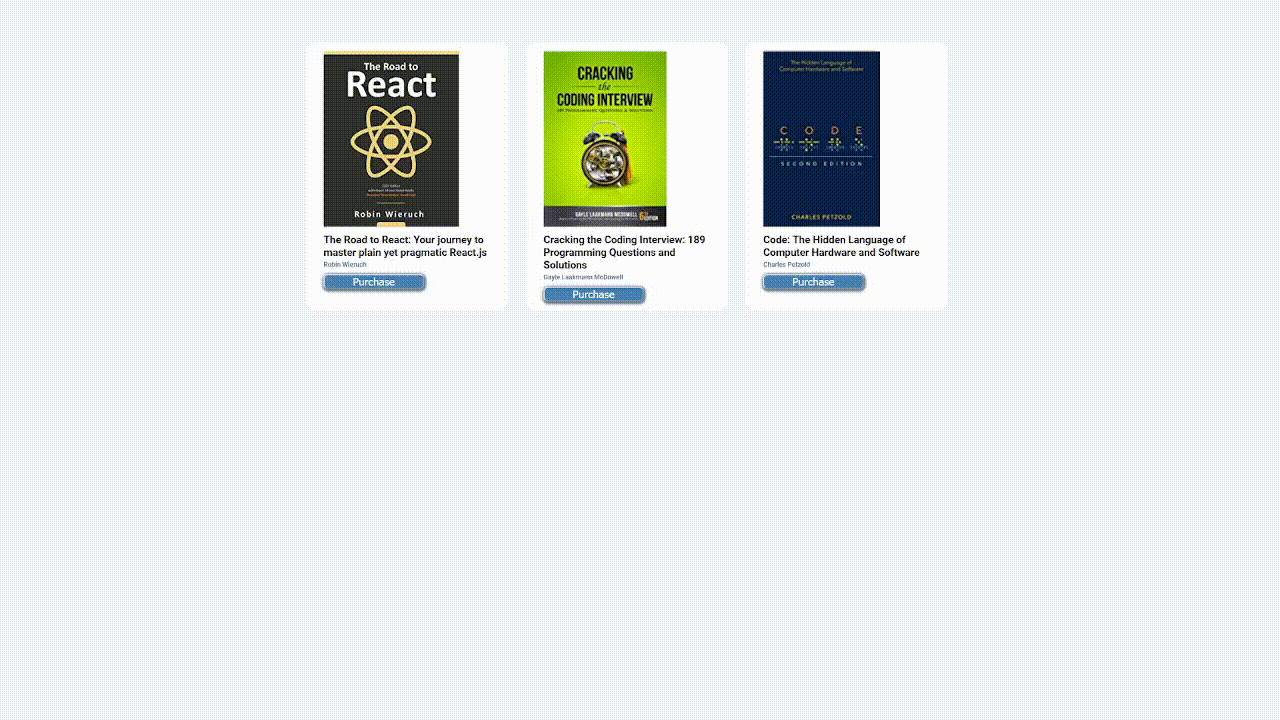 The Road to
React
Robin Wieruch
The Road to React: Your journey to
master plain yet pragmatic React.js
Robin Wieruch
Purchase
CRACKING
the
CODING INTERVIEW
189 PROGRAMMING QUESTIONS & SOLUTIONS
GAYLE LAAKMANN MCDOWELL
EDITION
Cracking the Coding Interview: 189
Programming Questions and
Solutions
Gayle Laakmann McDowell
Purchase
The Hidden Language of
Computer Hardware and Software
CODE
SECOND EDITION
CHARLES PETZOLD
Code: The Hidden Language of
Computer Hardware and Software
Charles Petzold
Purchase